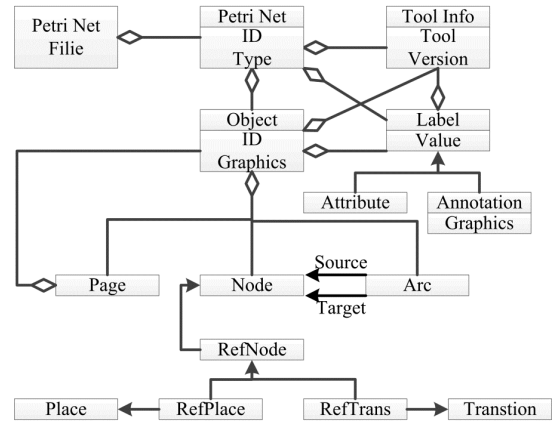 Petri Net
Filie
Petri Net
ID
Type
Tool Info
Tool
Version
Object
ID
Graphics
Label
Value
Attribute
Annotation
Graphics
Page
Node
Source
Target
Arc
RefNode
Place
RefPlace
RefTrans
Transtion